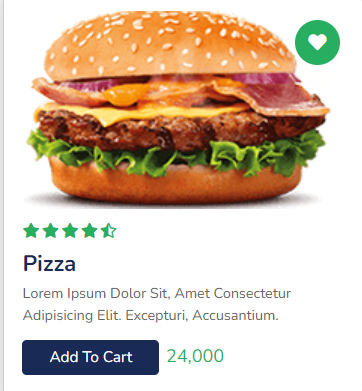 Pizza
Lorem Ipsum Dolor Sit, Amet Consectetur
Adipisicing Elit. Excepturi, Accusantium.
Add To Cart 24,000